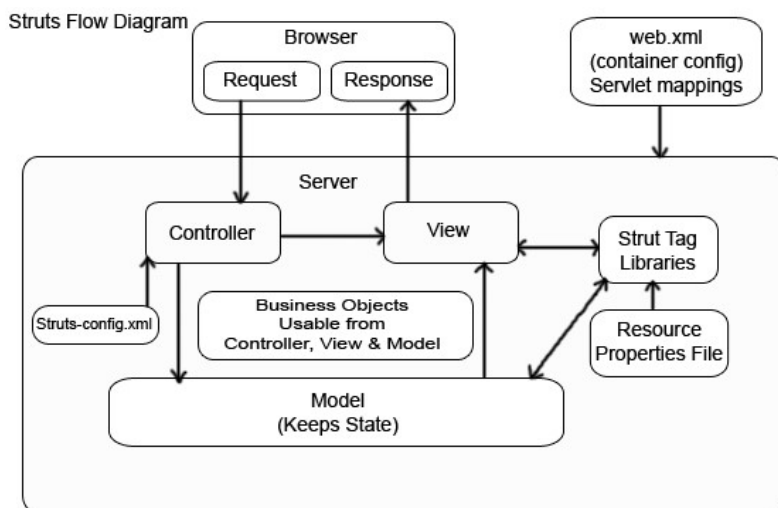 Struts Flow Diagram
Browser
Request
Response
web.xml
(container config)
Servlet mappings
Server
Controller
View
Strut Tag
Libraries
Struts-config.xml
Business Objects
Usable from
Controller, View & Model
Resource
Properties File
Model
(Keeps State)